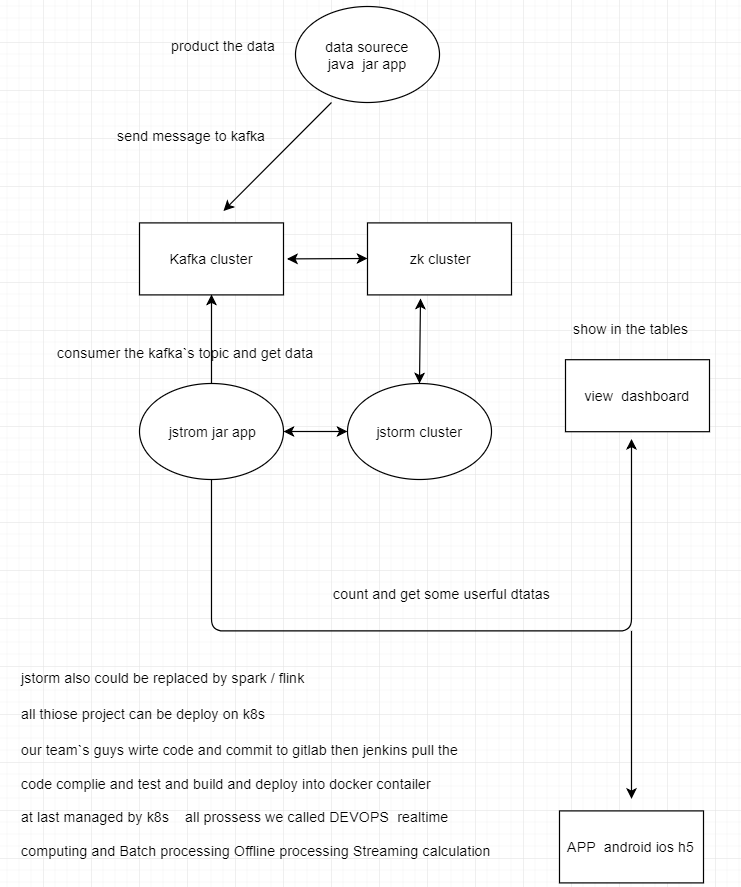 product the data
data sourece
java jar app
send message to kafka
Kafka cluster
zk cluster
show in the tables
consumer the kafka`s topic and get data
view dashboard
jstrom jar app
jstorm cluster
count and get some userful dtatas
jstorm also could be replaced by spark / flink
all thiose project can be deploy on k8s
our team`s guys wirte code and commit to gitlab then jenkins pull the
code complie and test and build and deploy into docker contailer
at last managed by k8s all prossess we called DEVOPS realtime
computing and Batch processing Offline processing Streaming calculation
APP android ios h5